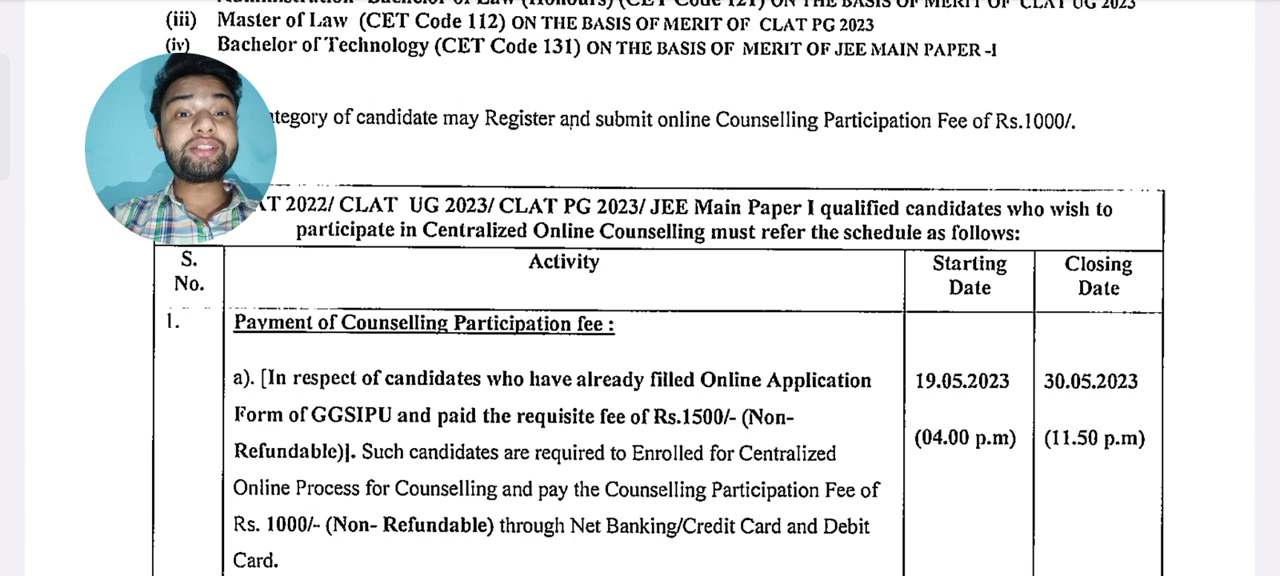 (iii) Master of Law (CET Code 112) ON THE BASIS OF MERIT OF CLAT PG 2023
(iv) Bachelor of Technology (CET Code 131) ON THE BASIS OF MERIT OF JEE MAIN PAPER -I
tegory of candidate may Register and submit online Counselling Participation Fee of Rs.1000/.
AT 2022/ CLAT UG 2023/ CLAT PG 2023/ JEE Main Paper I qualified candidates who wish to
participate in Centralized Online Counselling must refer the schedule as follows:
S. No. Activity Starting Date Closing Date
1. Payment of Counselling Participation fee :
a). [In respect of candidates who have already filled Online Application 19.05.2023 30.05.2023
Form of GGSIPU and paid the requisite fee of Rs.1500/- (Non-
(04.00 p.m) (11.50 p.m)
Refundable)]. Such candidates are required to Enrolled for Centralized
Online Process for Counselling and pay the Counselling Participation Fee of
Rs. 1000/- (Non- Refundable) through Net Banking/Credit Card and Debit
Card.